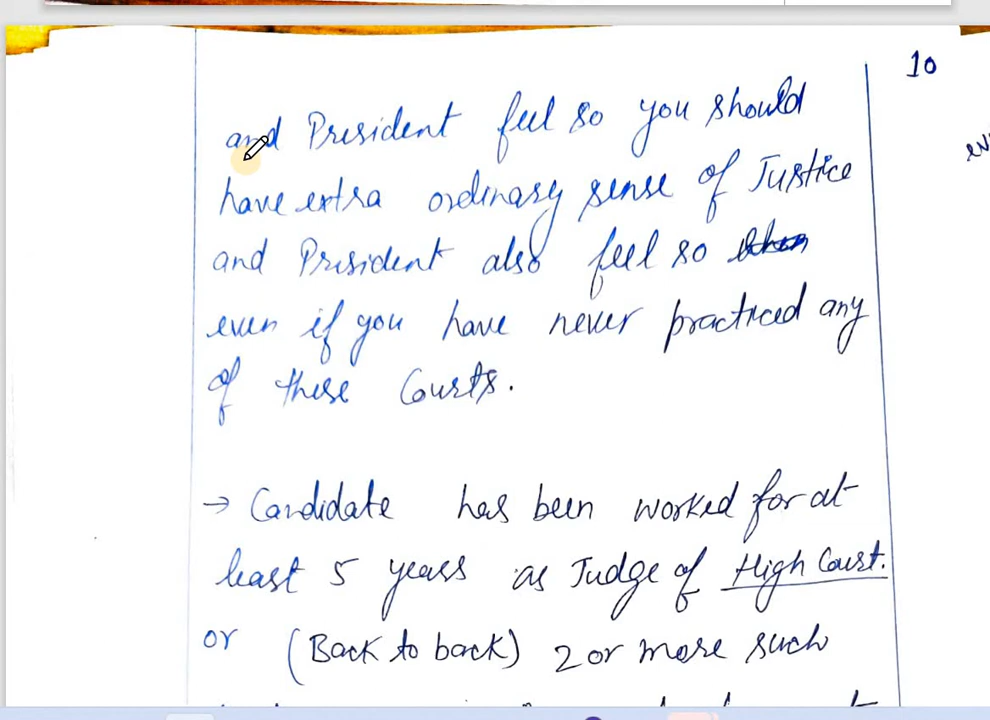 10
and President feel so you should
have extra ordinary sense of Justice
and President also feel so
even if you have never practiced any
of these Courts.
→ Candidate has been worked for at
least 5 years as Judge of High Court.
or (Back to back) 2 or more such